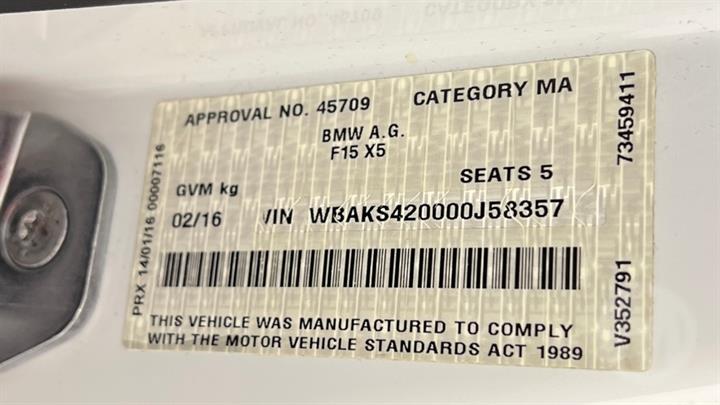 APPROVAL NO. 45709 CATEGORY MA
BMW A.G.
F15 X5
GVM kg SEATS 5
02/16 /IN WBAKS420000J58357
THIS VEHICLE WAS MANUFACTURED TO COMPLY
WITH THE MOTOR VEHICLE STANDARDS ACT 1989
PRX 14/01/16 00007116
V352791 73459411